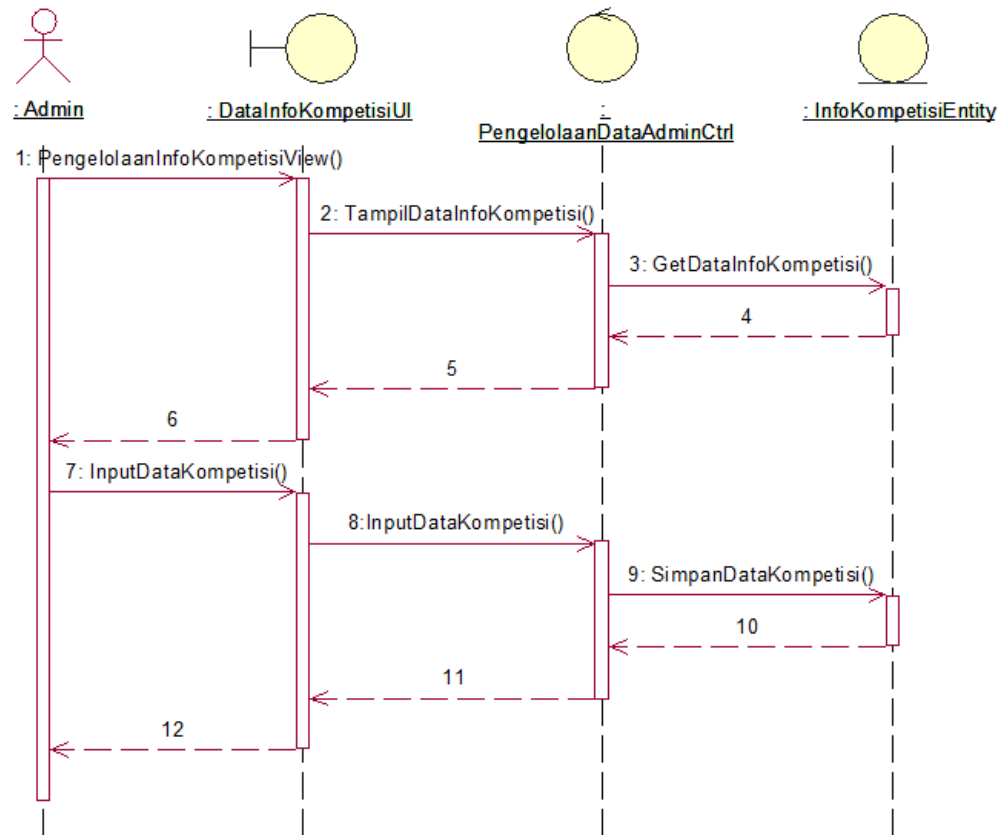 : Admin
: DataInfoKompetisiUI
:
PengelolaanDataAdminCtrl
: InfoKompetisiEntity
1: PengelolaanInfoKompetisiView()
2: TampilDataInfoKompetisi()
3: GetDataInfoKompetisi()
4
5
6
7: InputDataKompetisi()
8:InputDataKompetisi()
9: SimpanDataKompetisi()
10
11
12